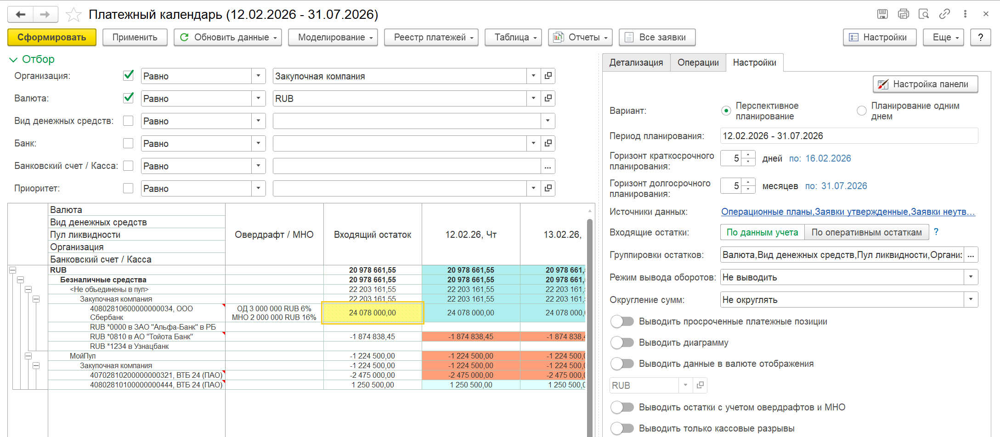 Платежный календарь (12.02.2026 - 31.07.2026)
Сформировать Применить Обновить данные Моделирование Реестр платежей Таблица Отчеты Все заявки Настройки Еще ?
Отбор
Организация: Равно Закупочная компания
Валюта: Равно RUB
Вид денежных средств: Равно
Банк: Равно
Банковский счет / Касса: Равно ...
Приоритет: Равно
Валюта
Вид денежных средств
Пул ликвидности
Организация
Банковский счет / Касса
Овердрафт / МНО Входящий остаток 12.02.26, Чт 13.02.26,
RUB 20 978 661,55 20 978 661,55 20 978 661,
Безналичные средства 20 978 661,55 20 978 661,55 20 978 661,
<Не объединены в пул> 22 203 161,55 22 203 161,55 22 203 161,
Закупочная компания 22 203 161,55 22 203 161,55 22 203 161,
40802810600000000034, ООО Сбербанк
ОД 3 000 000 RUB 6%
МНО 2 000 000 RUB 16%
24 078 000,00 24 078 000,00 24 078 000,
RUB *0000 в ЗАО "Альфа-Банк" в РБ
RUB *0810 в АО "Тойота Банк" -1 874 838,45 -1 874 838,45 -1 874 838,
RUB *1234 в Узнацбанк
МойПул -1 224 500,00 -1 224 500,00 -1 224 500,
Закупочная компания -1 224 500,00 -1 224 500,00 -1 224 500,
40702810200000000321, ВТБ 24 (ПАО) -2 475 000,00 -2 475 000,00 -2 475 000,
40802810100000000444, ВТБ 24 (ПАО) 1 250 500,00 1 250 500,00 1 250 500,
Детализация Операции Настройки
Настройка панели
Вариант: Перспективное планирование Планирование одним днем
Период планирования: 12.02.2026 - 31.07.2026
Горизонт краткосрочного планирования: 5 дней по: 16.02.2026
Горизонт долгосрочного планирования: 5 месяцев по: 31.07.2026
Источники данных: Операционные планы,Заявки утвержденные,Заявки неутв...
Входящие остатки: По данным учета По оперативным остаткам ?
Группировки остатков: Валюта,Вид денежных средств,Пул ликвидности,Органи ...
Режим вывода оборотов: Не выводить
Округление сумм: Не округлять
Выводить просроченные платежные позиции
Выводить диаграмму
Выводить данные в валюте отображения
RUB
Выводить остатки с учетом овердрафтов и МНО
Выводить только кассовые разрывы